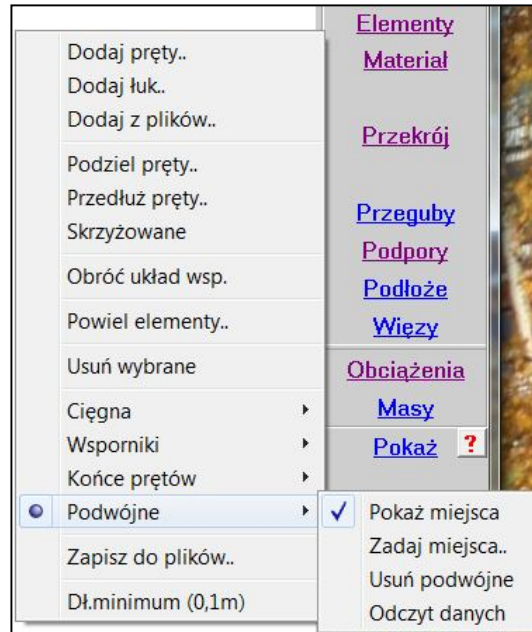 Dodaj pręty..
Dodaj łuk..
Dodaj z plików..
Podziel pręty..
Przedłuż pręty..
Skrzyżowane
Obróć układ wsp.
Powiel elementy..
Usuń wybrane
Cięgna
Wsporniki
Końce prętów
Podwójne
Zapisz do plików..
Dł.minimum (0,1m)
Elementy
Materiał
Przekrój
Przeguby
Podpory
Podłoże
Więzy
Obciążenia
Masy
Pokaż ?
Pokaż miejsca
Zadaj miejsca..
Usuń podwójne
Odczyt danych